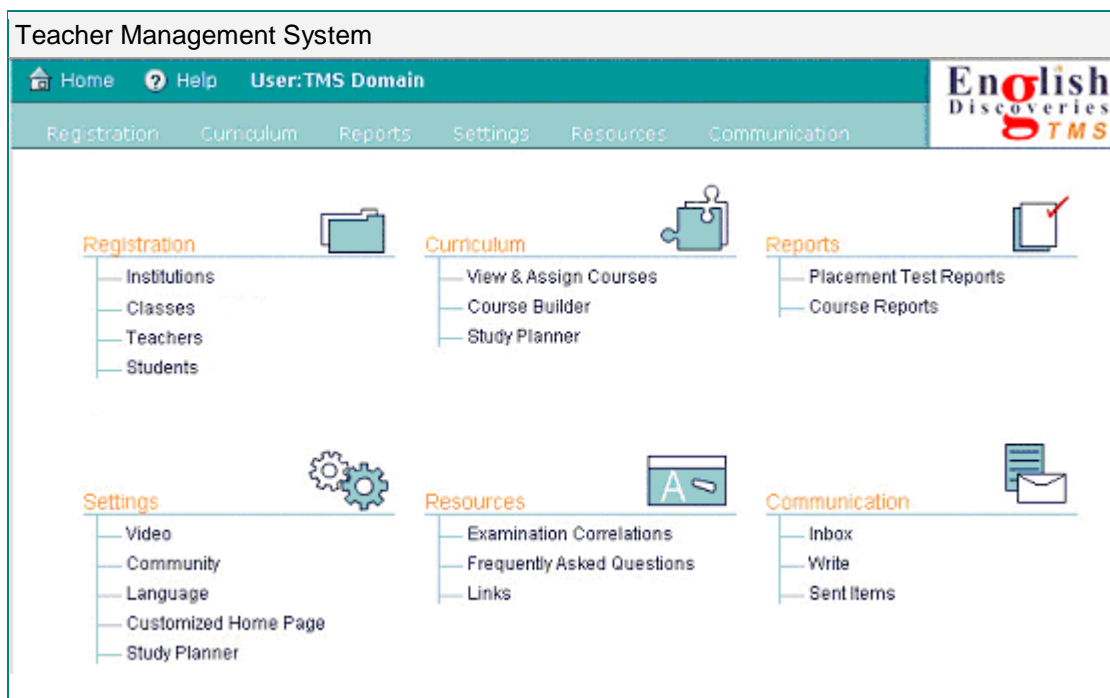 Teacher Management System
Home Help User:TMS Domain
English
Discoveries
TMS
Registration Curriculum Reports Settings Resources Communication
Registration
Institutions
Classes
Teachers
Students
Curriculum
View & Assign Courses
Course Builder
Study Planner
Reports
Placement Test Reports
Course Reports
Settings
Video
Community
Language
Customized Home Page
Study Planner
Resources
Examination Correlations
Frequently Asked Questions
Links
Communication
Inbox
Write
Sent Items